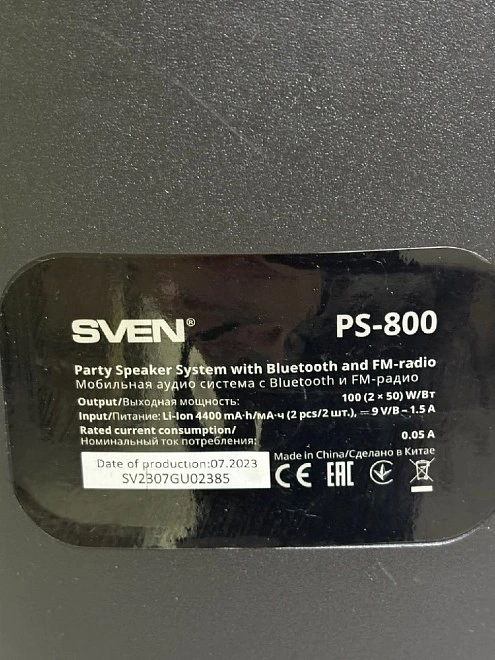 SVEN®
PS-800
Party Speaker System with Bluetooth and FM-radio
Мобильная аудио система с Bluetooth и FM-радио
Output/Выходная мощность: 100 (2 × 50) W/Вт
Input/Питание: Li-Ion 4400 mA·h/мА·ч (2 pcs/2 шт.), ⎓ 9 V/В – 1.5 A
Rated current consumption/
Номинальный ток потребления: 0.05 A
Made in China/Сделано в Китае
Date of production:07.2023
SV2307GU02385
CE EAC